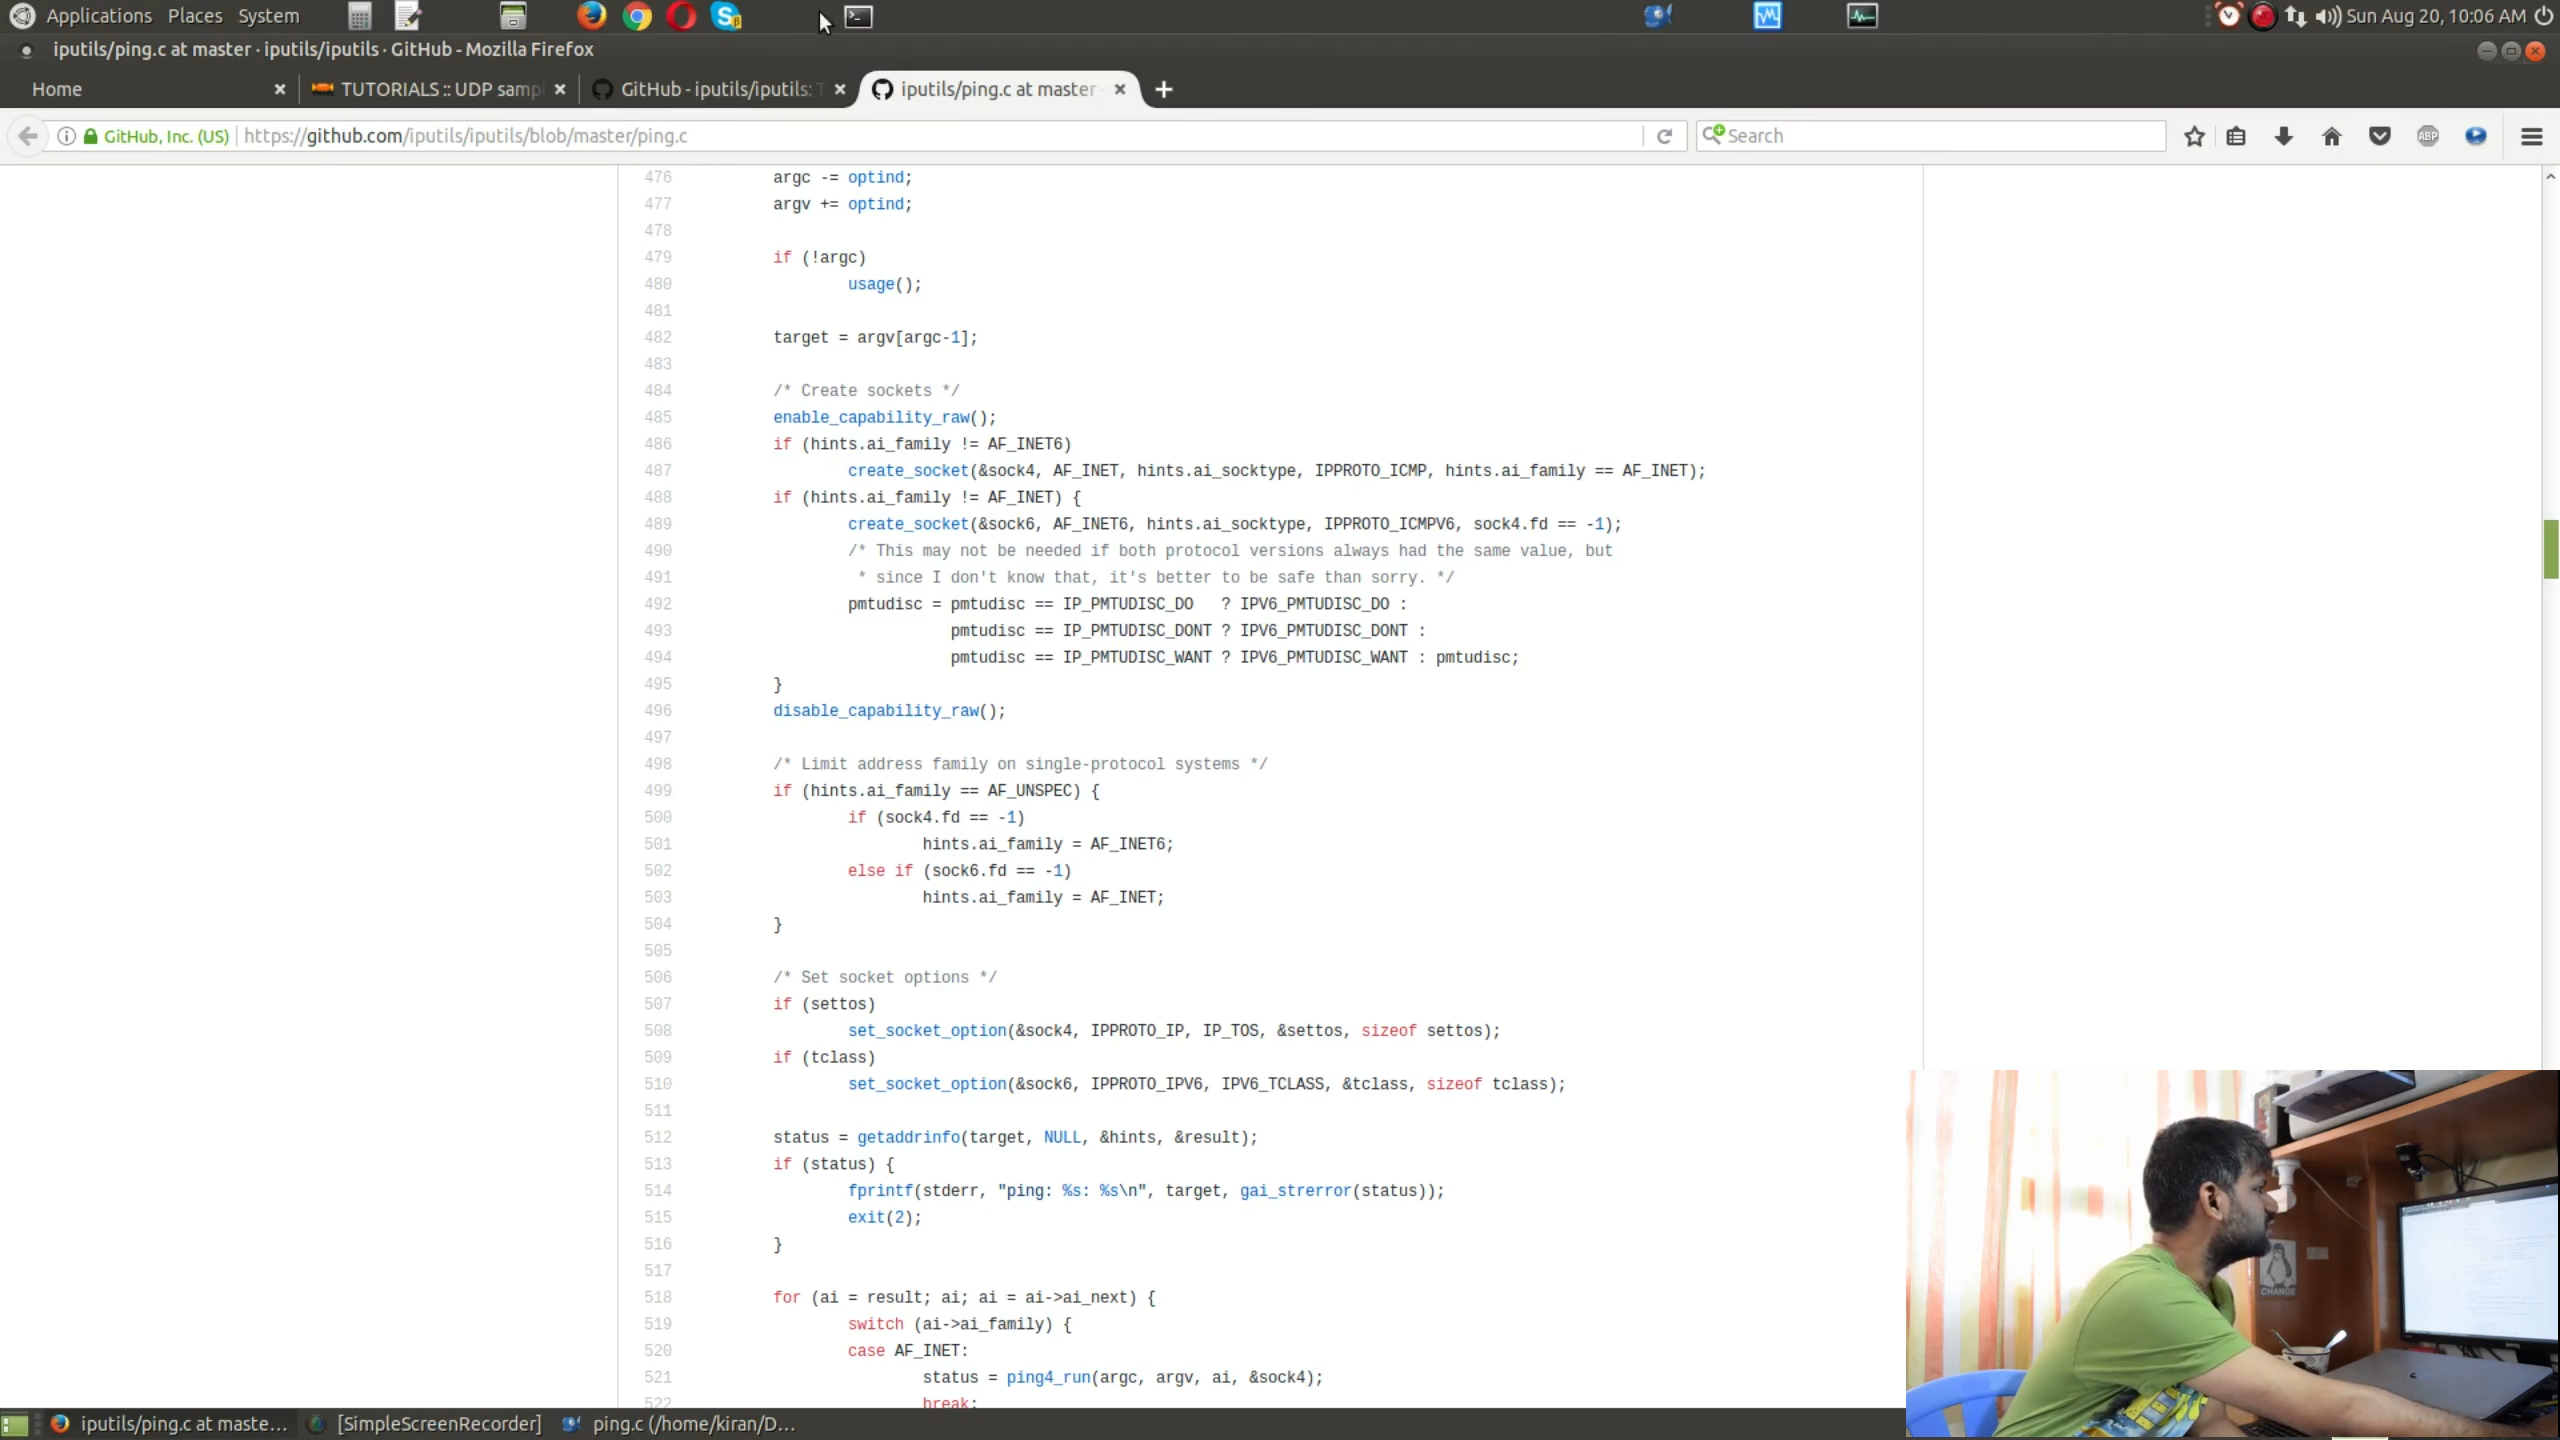 Applications Places System
Sun Aug 20, 10:06 AM
iputils/ping.c at master · iputils/iputils · GitHub - Mozilla Firefox
Home
TUTORIALS :: UDP samp
GitHub - iputils/iputils: T
iputils/ping.c at master
GitHub, Inc. (US)
https://github.com/iputils/iputils/blob/master/ping.c
Search
ABP
476 argc -= optind;
477 argv += optind;
478
479 if (!argc)
480 usage();
481
482 target = argv[argc-1];
483
484 /* Create sockets */
485 enable_capability_raw();
486 if (hints.ai_family != AF_INET6)
487 create_socket(&sock4, AF_INET, hints.ai_socktype, IPPROTO_ICMP, hints.ai_family == AF_INET);
488 if (hints.ai_family != AF_INET) {
489 create_socket(&sock6, AF_INET6, hints.ai_socktype, IPPROTO_ICMPV6, sock4.fd == -1);
490 /* This may not be needed if both protocol versions always had the same value, but
491 * since I don't know that, it's better to be safe than sorry. */
492 pmtudisc = pmtudisc == IP_PMTUDISC_DO ? IPV6_PMTUDISC_DO :
493 pmtudisc == IP_PMTUDISC_DONT ? IPV6_PMTUDISC_DONT :
494 pmtudisc == IP_PMTUDISC_WANT ? IPV6_PMTUDISC_WANT : pmtudisc;
495 }
496 disable_capability_raw();
497
498 /* Limit address family on single-protocol systems */
499 if (hints.ai_family == AF_UNSPEC) {
500 if (sock4.fd == -1)
501 hints.ai_family = AF_INET6;
502 else if (sock6.fd == -1)
503 hints.ai_family = AF_INET;
504 }
505
506 /* Set socket options */
507 if (settos)
508 set_socket_option(&sock4, IPPROTO_IP, IP_TOS, &settos, sizeof settos);
509 if (tclass)
510 set_socket_option(&sock6, IPPROTO_IPV6, IPV6_TCLASS, &tclass, sizeof tclass);
511
512 status = getaddrinfo(target, NULL, &hints, &result);
513 if (status) {
514 fprintf(stderr, "ping: %s: %s\n", target, gai_strerror(status));
515 exit(2);
516 }
517
518 for (ai = result; ai; ai = ai->ai_next) {
519 switch (ai->ai_family) {
520 case AF_INET:
521 status = ping4_run(argc, argv, ai, &sock4);
522 break;
CHANGE
iputils/ping.c at maste...
[SimpleScreenRecorder]
ping.c (/home/kiran/D...